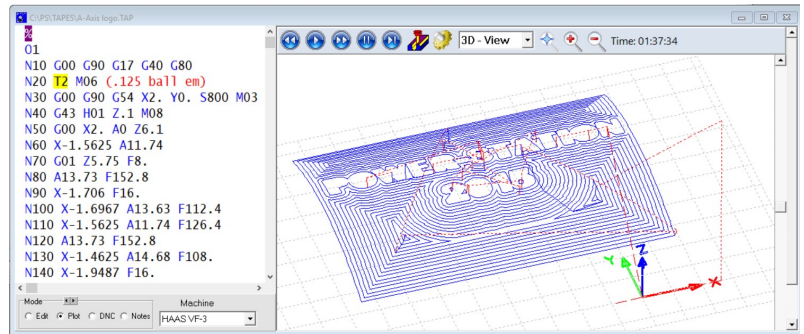 C:\PS\TAPES\A-Axis logo.TAP
%
O1
N10 G00 G90 G17 G40 G80
N20 T2 M06 (.125 ball em)
N30 G00 G90 G54 X2. Y0. S800 M03
N40 G43 H01 Z.1 M08
N50 G00 X2. A0 Z6.1
N60 X-1.5625 A11.74
N70 G01 Z5.75 F8.
N80 A13.73 F152.8
N90 X-1.706 F16.
N100 X-1.6967 A13.63 F112.4
N110 X-1.5625 A11.74 F126.4
N120 A13.73 F152.8
N130 X-1.4625 A14.68 F108.
N140 X-1.9487 F16.
Mode
Edit Plot DNC Notes
Machine
HAAS VF-3
3D - View
Time: 01:37:34
POWER STATION
Z
Y
X